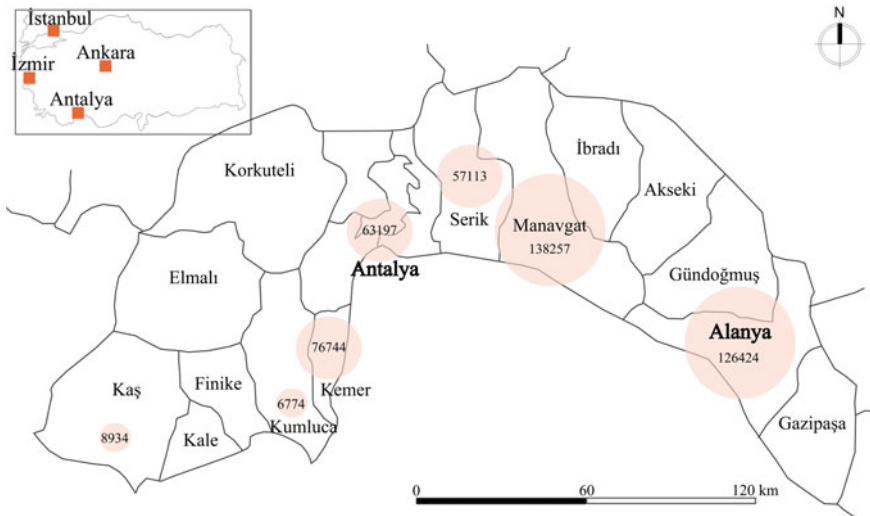 İstanbul
Ankara
İzmir
Antalya
N
Korkuteli
57113
İbradı
Akseki
63197
Serik
Manavgat
138257
Antalya
Elmalı
Gündoğmuş
Alanya
126424
76744
Kaş
Finike
Kemer
6774
Kumluca
8934
Kale
Gazipaşa
0
60
120 km